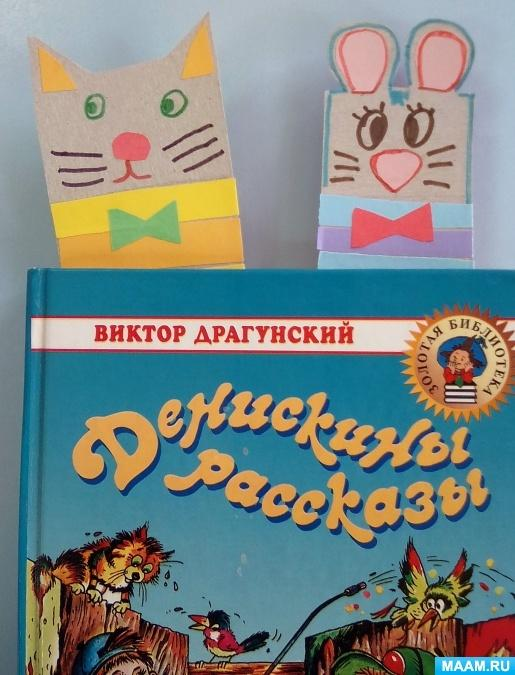 ВИКТОР ДРАГУНСКИЙ
ЗОЛОТАЯ БИБЛИОТЕКА
Денискины
рассказы
MAAM.RU